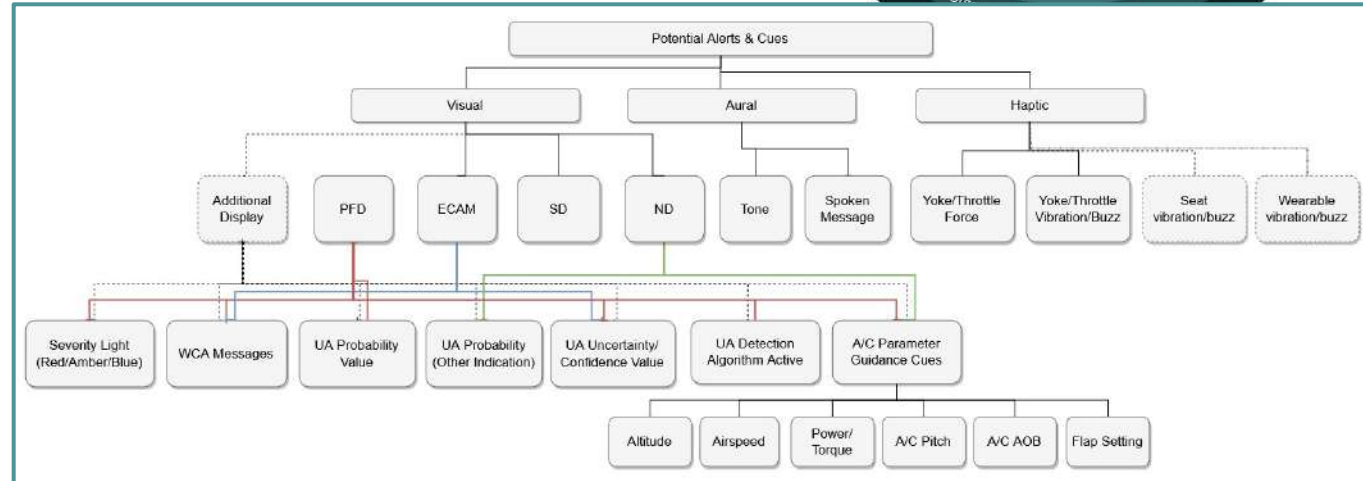 Potential Alerts & Cues
Visual
Aural
Haptic
Additional
Display
PFD
ECAM
SD
ND
Tone
Spoken
Message
Yoke/Throttle
Force
Yoke/Throttle
Vibration/Buzz
Seat
vibration/buzz
Wearable
vibration/buzz
Severity Light
(Red/Amber/Blue)
WCA Messages
UA Probability
Value
UA Probability
(Other Indication)
UA Uncertainty/
Confidence Value
UA Detection
Algorithm Active
A/C Parameter
Guidance Cues
Altitude
Airspeed
Power/
Torque
A/C Pitch
A/C AOB
Flap Setting